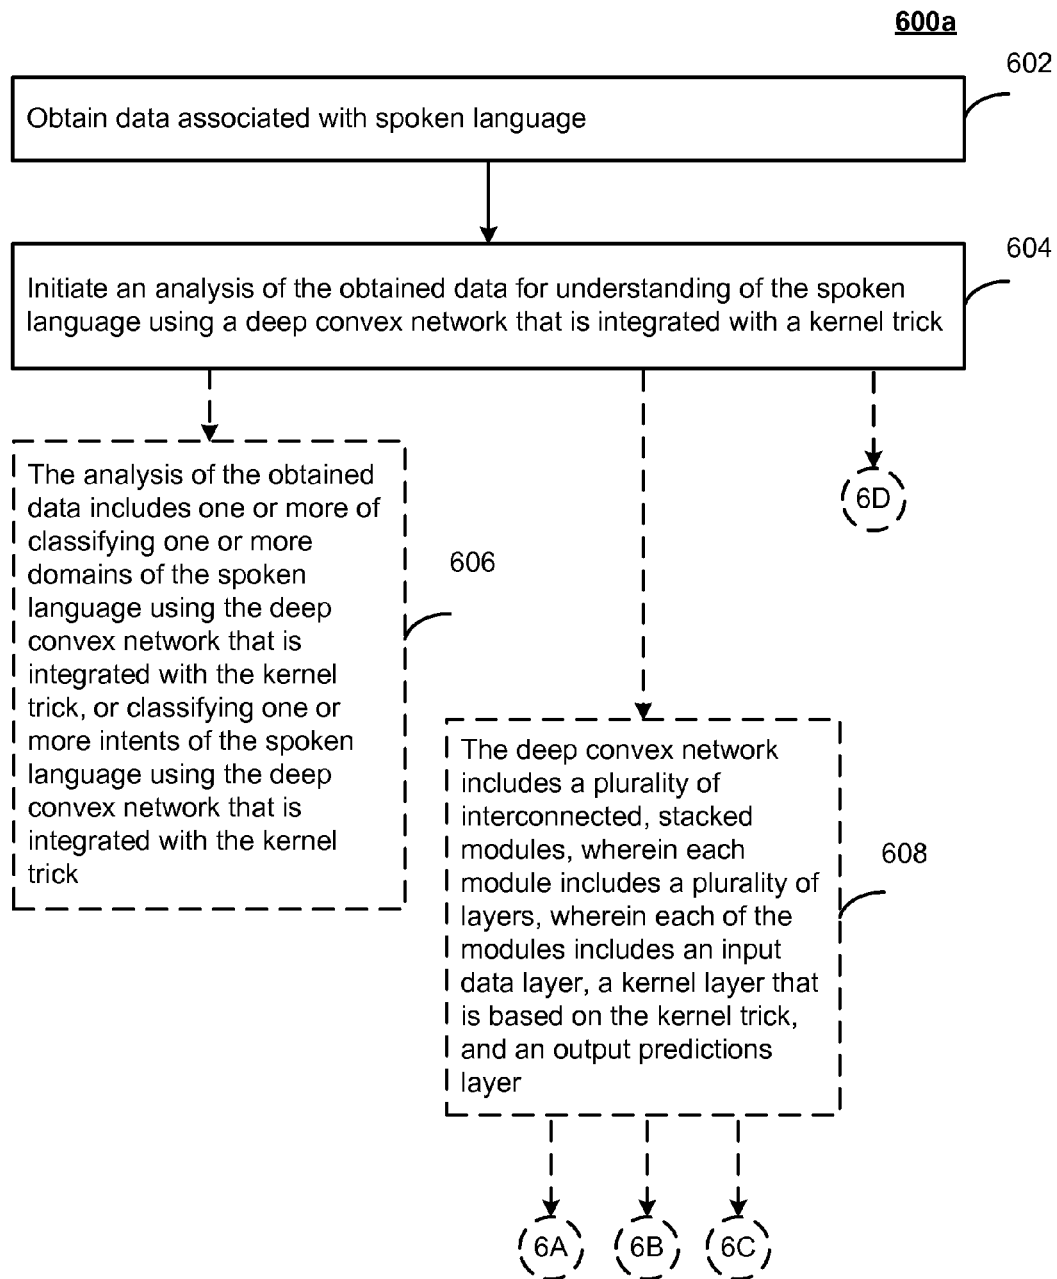 600a
602
Obtain data associated with spoken language
604
Initiate an analysis of the obtained data for understanding of the spoken
language using a deep convex network that is integrated with a kernel trick
The analysis of the obtained
data includes one or more of
classifying one or more
domains of the spoken
language using the deep
convex network that is
integrated with the kernel
trick, or classifying one or
more intents of the spoken
language using the deep
convex network that is
integrated with the kernel
trick
606
6D
The deep convex network
includes a plurality of
interconnected, stacked
modules, wherein each
module includes a plurality of
layers, wherein each of the
modules includes an input
data layer, a kernel layer that
is based on the kernel trick,
and an output predictions
layer
608
6A
6B
6C